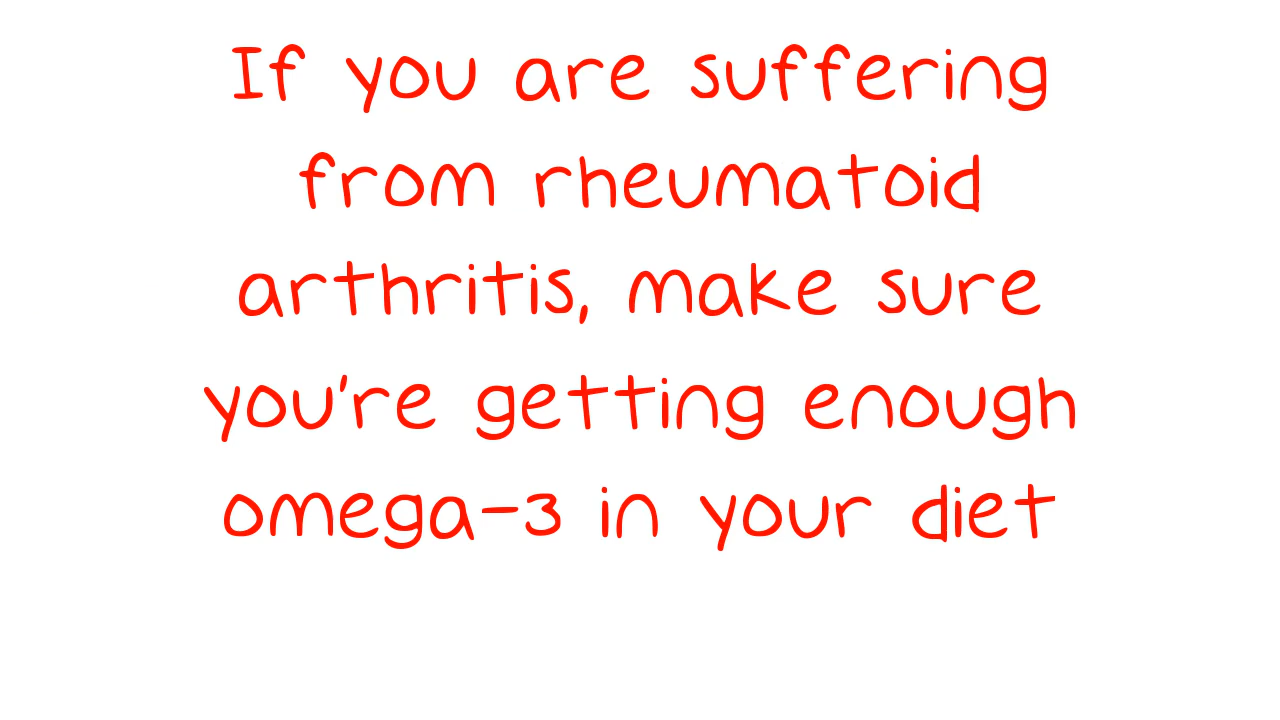 If you are suffering
from rheumatoid
arthritis, make sure
you're getting enough
omega-3 in your diet